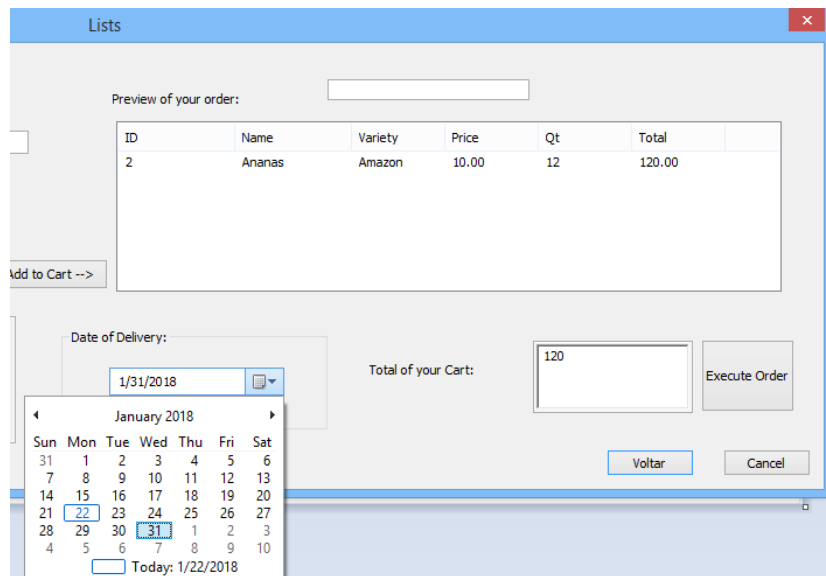 Lists
Preview of your order:
ID Name Variety Price Qt Total
2 Ananas Amazon 10.00 12 120.00
Add to Cart -->
Date of Delivery:
1/31/2018
Total of your Cart:
120
Execute Order
January 2018
Sun Mon Tue Wed Thu Fri Sat
31 1 2 3 4 5 6
7 8 9 10 11 12 13
14 15 16 17 18 19 20
21 22 23 24 25 26 27
28 29 30 31 1 2 3
4 5 6 7 8 9 10
Today: 1/22/2018
Voltar Cancel